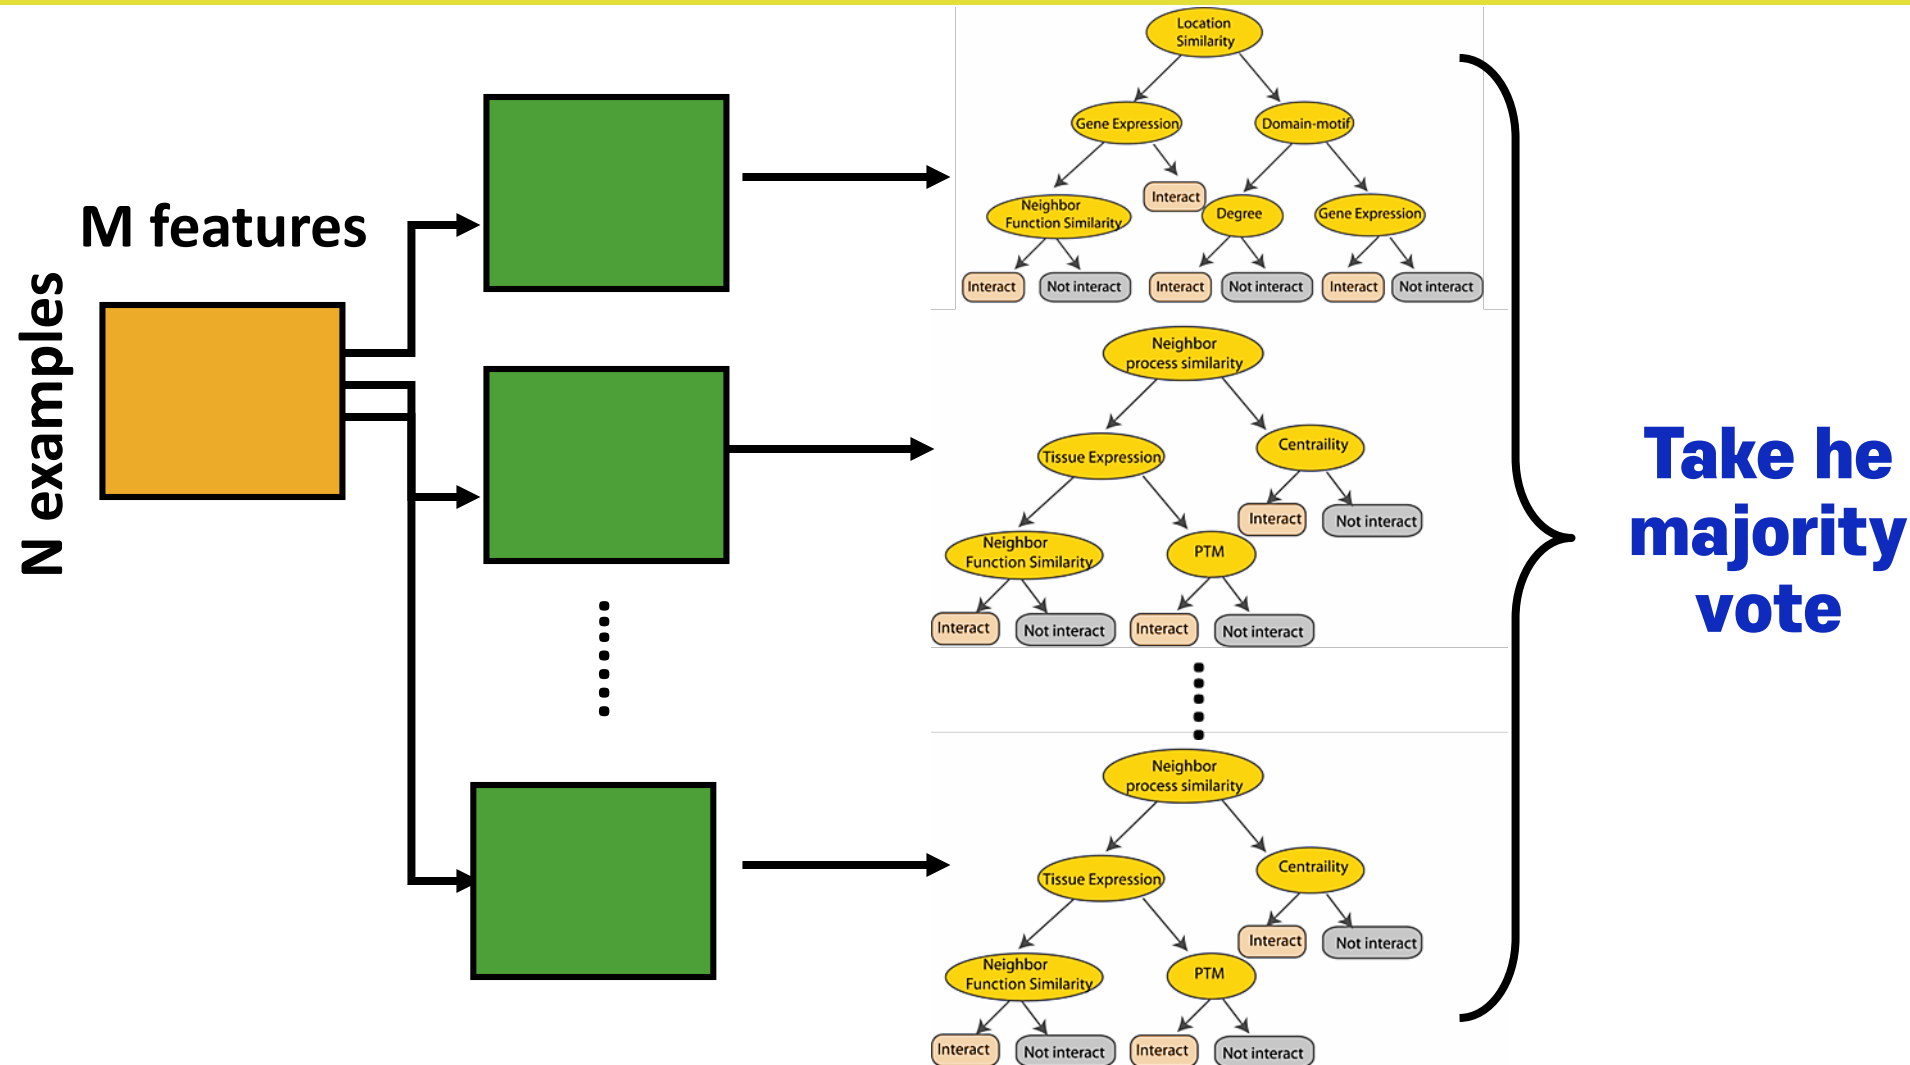 M features
N examples
Location
Similarity
Gene Expression
Domain-motif
Interact
Neighbor
Function Similarity
Degree
Gene Expression
Interact
Not interact
Interact
Not interact
Interact
Not interact
Neighbor
process similarity
Tissue Expression
Centraility
Interact
Not interact
Neighbor
Function Similarity
PTM
Interact
Not interact
Interact
Not interact
Neighbor
process similarity
Tissue Expression
Centraility
Interact
Not interact
Neighbor
Function Similarity
PTM
Interact
Not interact
Interact
Not interact
Take he
majority
vote